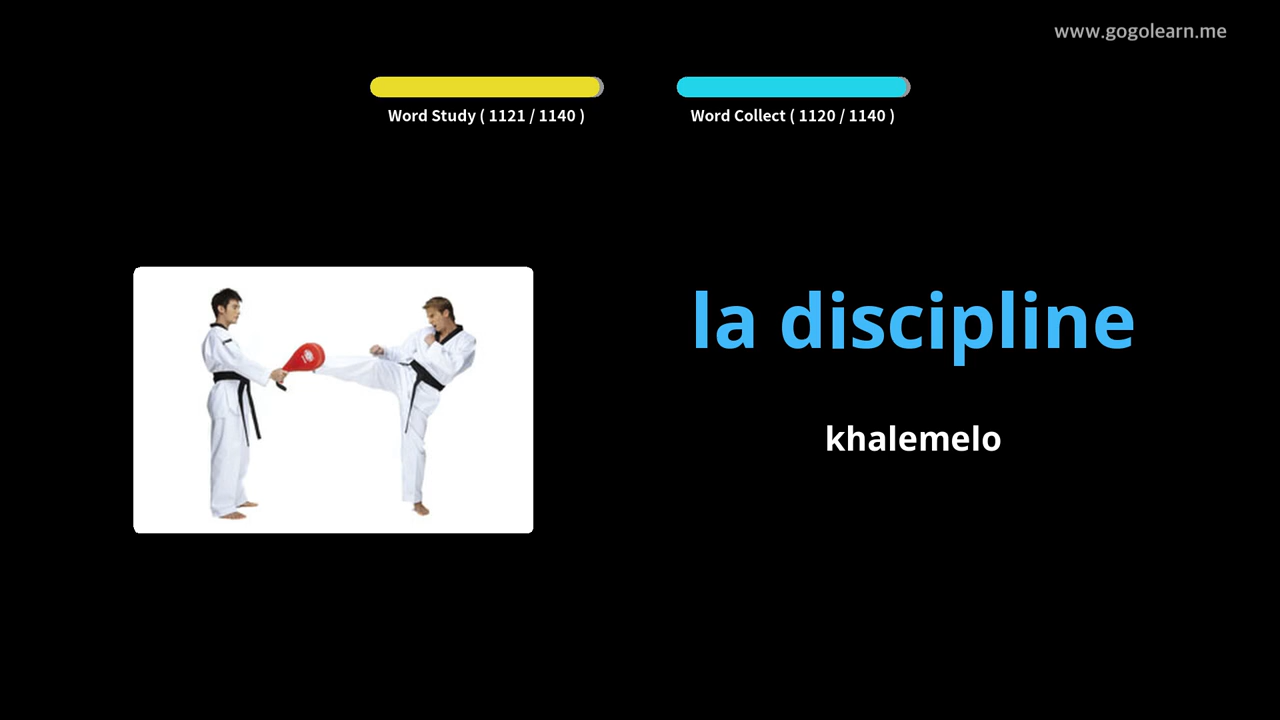 www.gogolearn.me
Word Study ( 1121 / 1140 )
Word Collect ( 1120 / 1140 )
la discipline
khalemelo